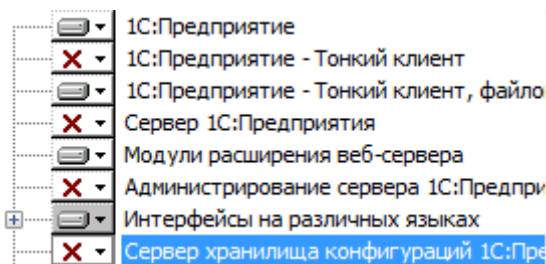 1С:Предприятие
1С:Предприятие - Тонкий клиент
1С:Предприятие - Тонкий клиент, файло
Сервер 1С:Предприятия
Модули расширения веб-сервера
Администрирование сервера 1С:Предпри
Интерфейсы на различных языках
Сервер хранилища конфигураций 1С:Пре